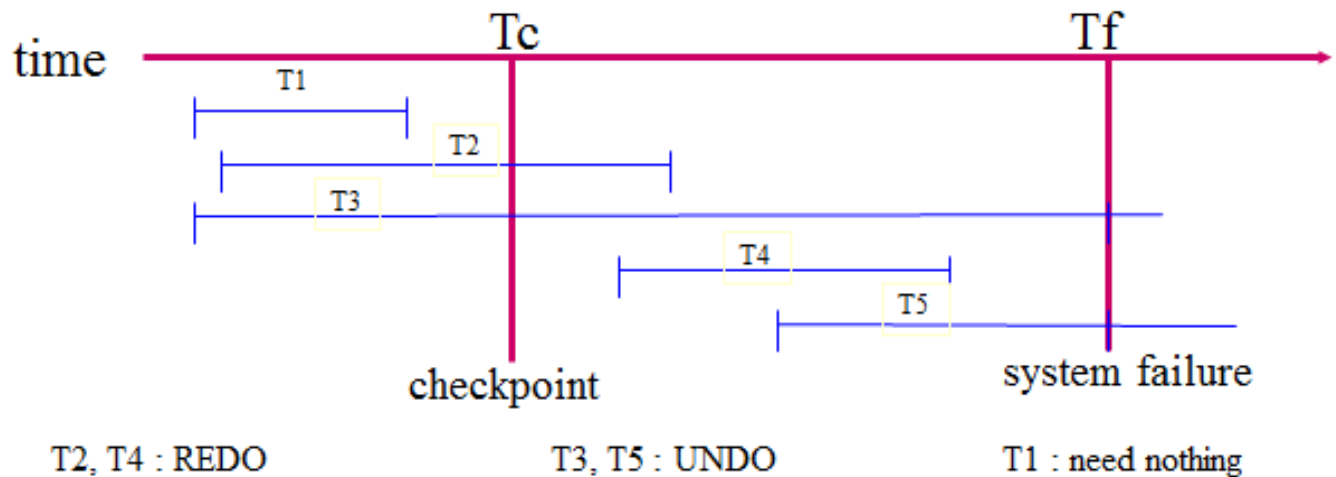 Tc
Tf
time
T1
T2
T3
T4
T5
checkpoint
system failure
T2, T4 : REDO
T3, T5 : UNDO
T1 : need nothing